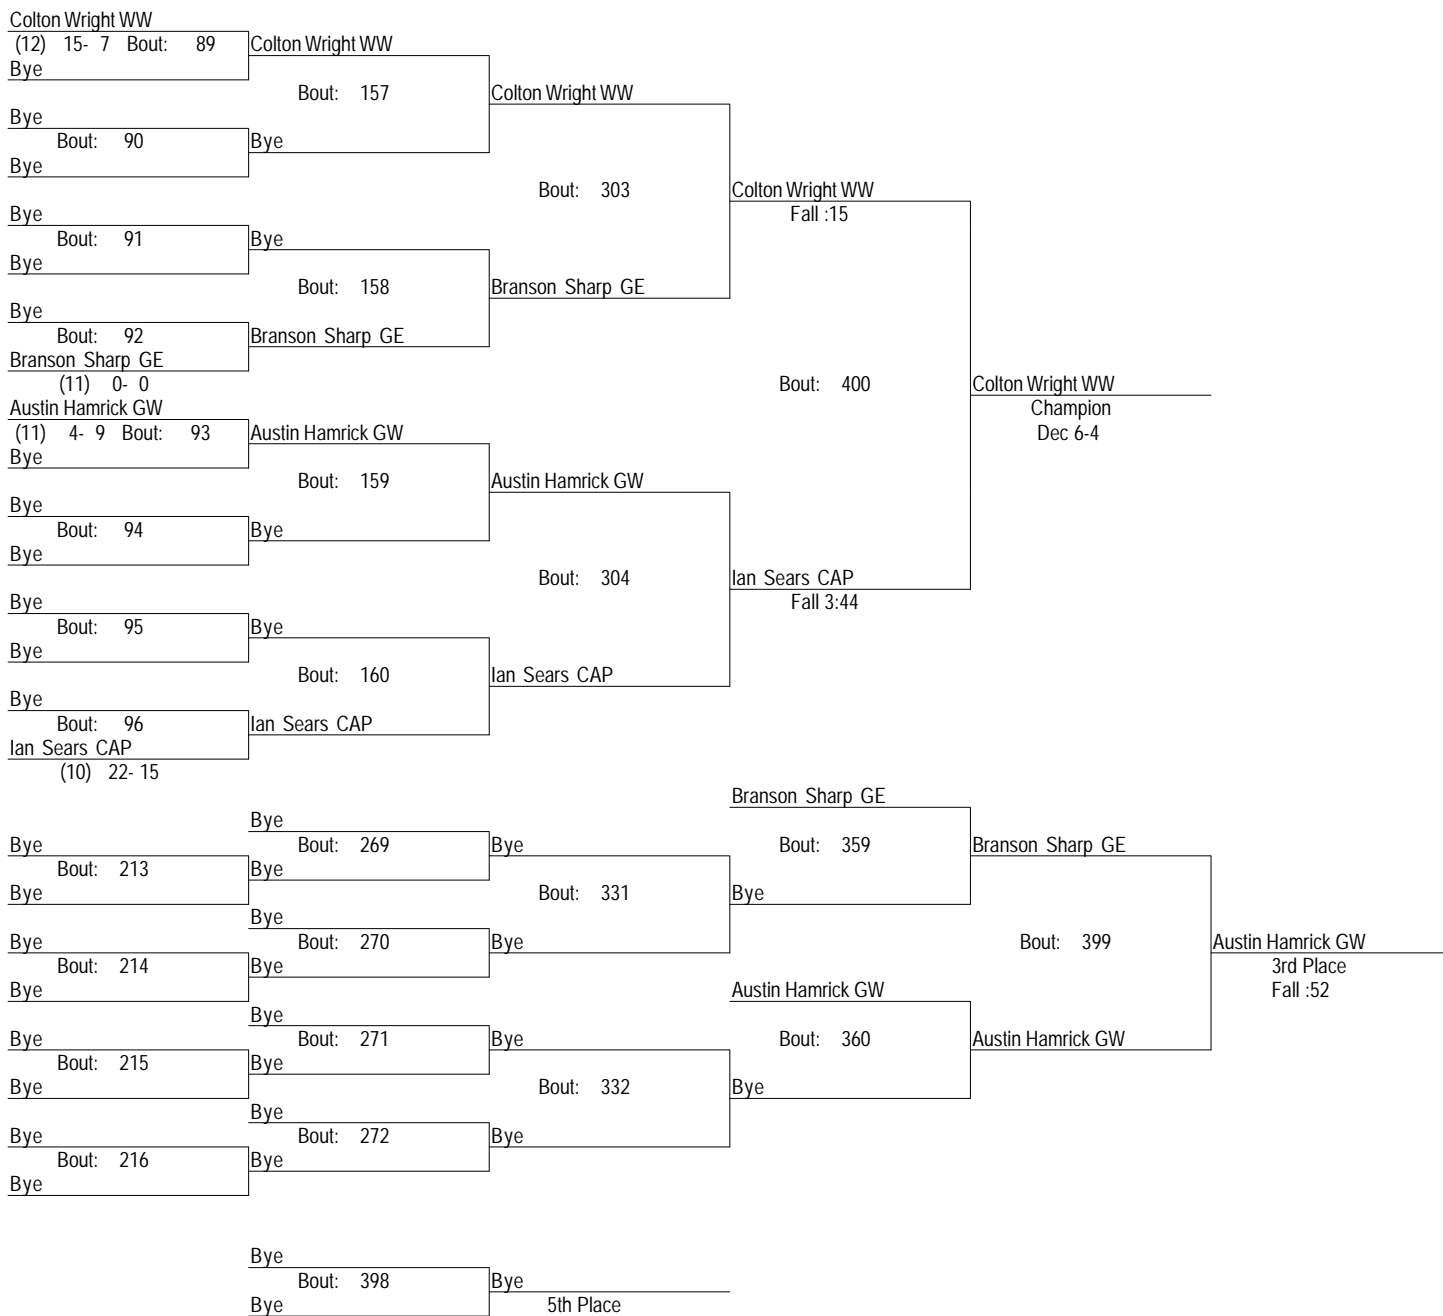 Colton Wright WW
(12) 15- 7 Bout: 89
Bye
Bye
Bout: 90
Bye
Bye
Bout: 91
Bye
Bye
Bout: 92
Branson Sharp GE
(11) 0- 0
Austin Hamrick GW
(11) 4- 9 Bout: 93
Bye
Bye
Bout: 94
Bye
Bye
Bout: 95
Bye
Bye
Bout: 96
Ian Sears CAP
(10) 22- 15
Colton Wright WW
Bout: 157
Bye
Bye
Bout: 158
Branson Sharp GE
Austin Hamrick GW
Bout: 159
Bye
Bye
Bout: 160
Ian Sears CAP
Colton Wright WW
Bout: 303
Branson Sharp GE
Austin Hamrick GW
Bout: 304
Ian Sears CAP
Colton Wright WW
Fall :15
Bout: 400
Ian Sears CAP
Fall 3:44
Colton Wright WW
Champion
Dec 6-4
Bye
Bout: 213
Bye
Bye
Bout: 214
Bye
Bye
Bout: 215
Bye
Bye
Bout: 216
Bye
Bye
Bout: 269
Bye
Bye
Bout: 270
Bye
Bye
Bout: 271
Bye
Bye
Bout: 272
Bye
Bye
Bout: 331
Bye
Bye
Bout: 332
Bye
Branson Sharp GE
Bout: 359
Bye
Austin Hamrick GW
Bout: 360
Bye
Branson Sharp GE
Bout: 399
Austin Hamrick GW
Austin Hamrick GW
3rd Place
Fall :52
Bye
Bout: 398
Bye
Bye
5th Place